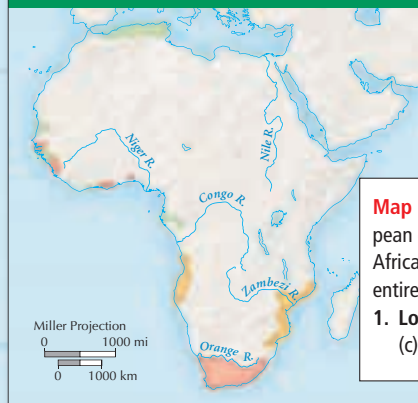 Niger R.
Nile R.
Congo R.
Zambezi R.
Orange R.
Miller Projection
0 1000 mi
0 1000 km
Map
pean
Africa
entire
1. Lo
(c)